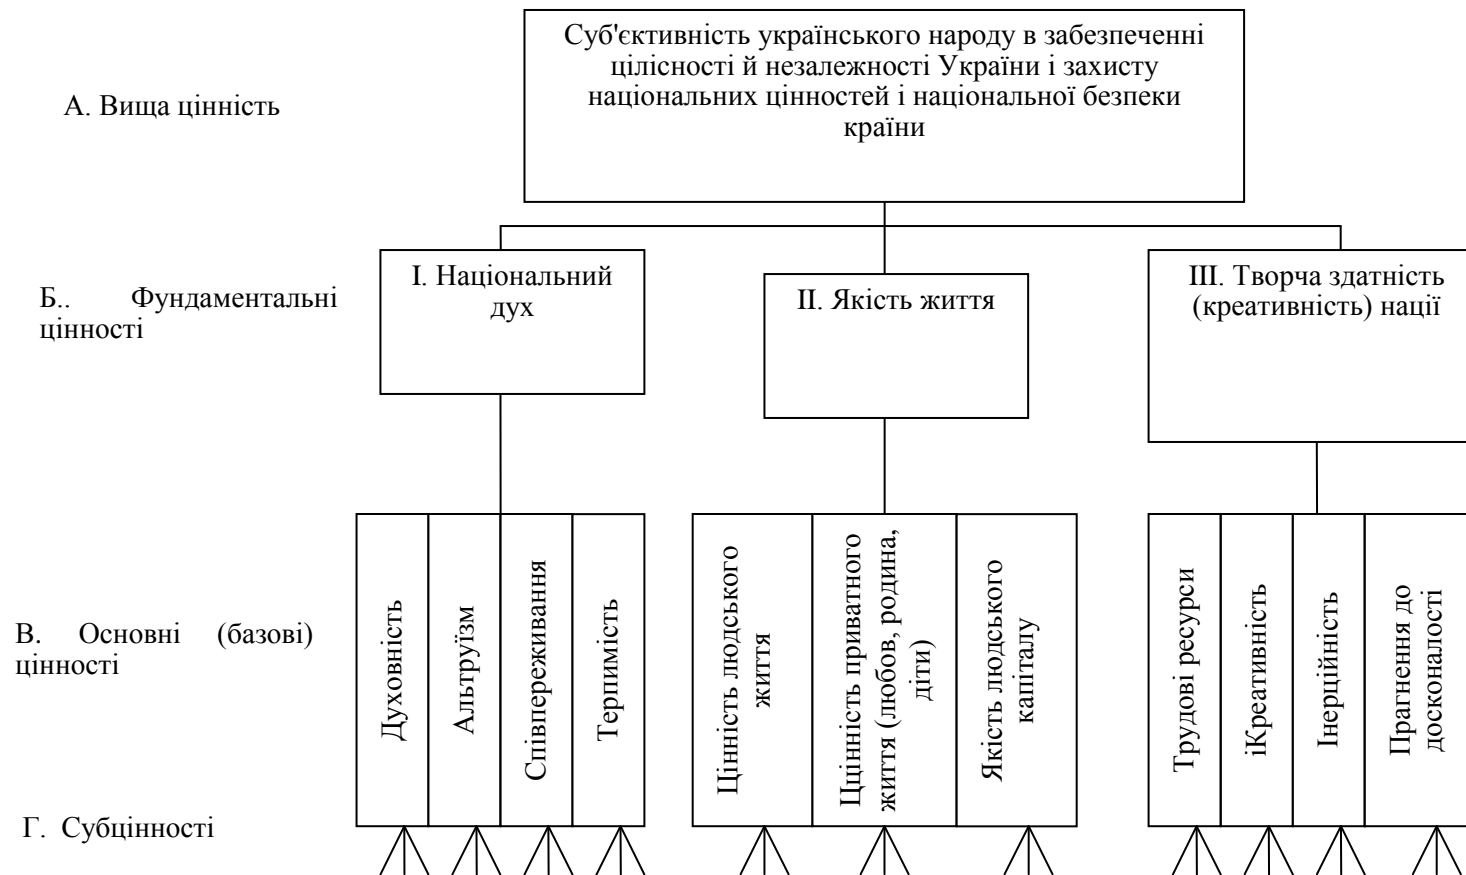 Суб'єктивність українського народу в забезпеченні
цілісності й незалежності України і захисту
національних цінностей і національної безпеки
країни
А. Вища цінність
І. Національний
дух
ІІ. Якість життя
ІІІ. Творча здатність
(креативність) нації
Б.. Фундаментальні
цінності
В. Основні (базові)
цінності
Духовність
Альтруїзм
Співпереживання
Терпимість
Цінність людського
життя
Ццінність приватного
життя (любов, родина,
діти)
Якість людського
капіталу
Трудові ресурси
іКреативність
Інерційність
Прагнення до
досконалості
Г. Субцінності